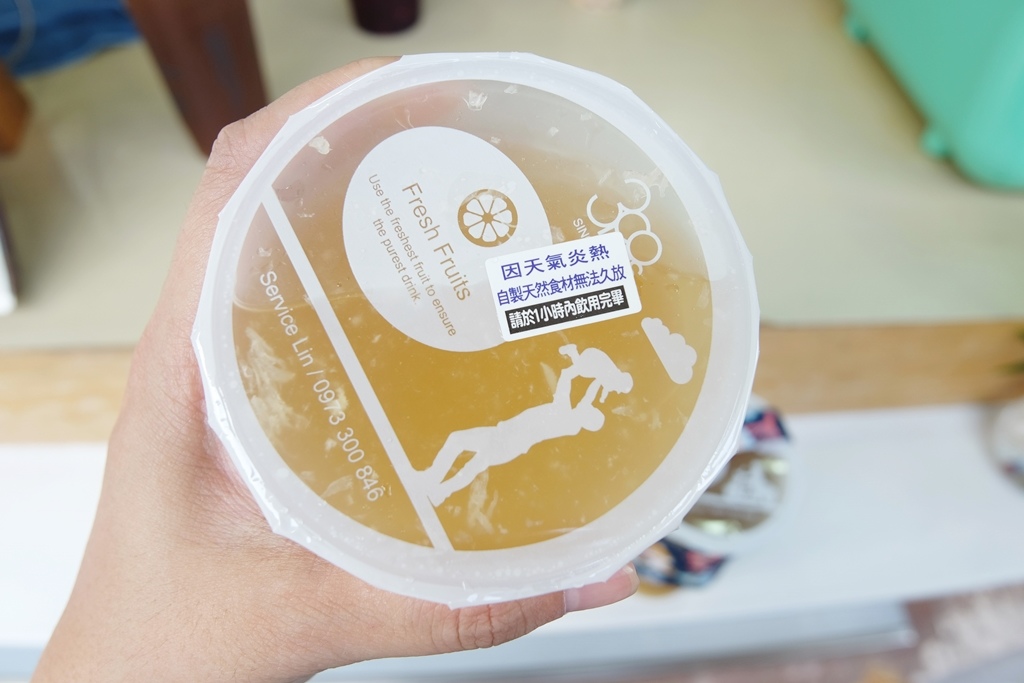 Fresh Fruits
Use the freshest fruit to ensure
the purest drink
因天氣炎熱
自製天然食材無法久放
請於1小時內飲用完畢
Service Lin / 0973 300 846